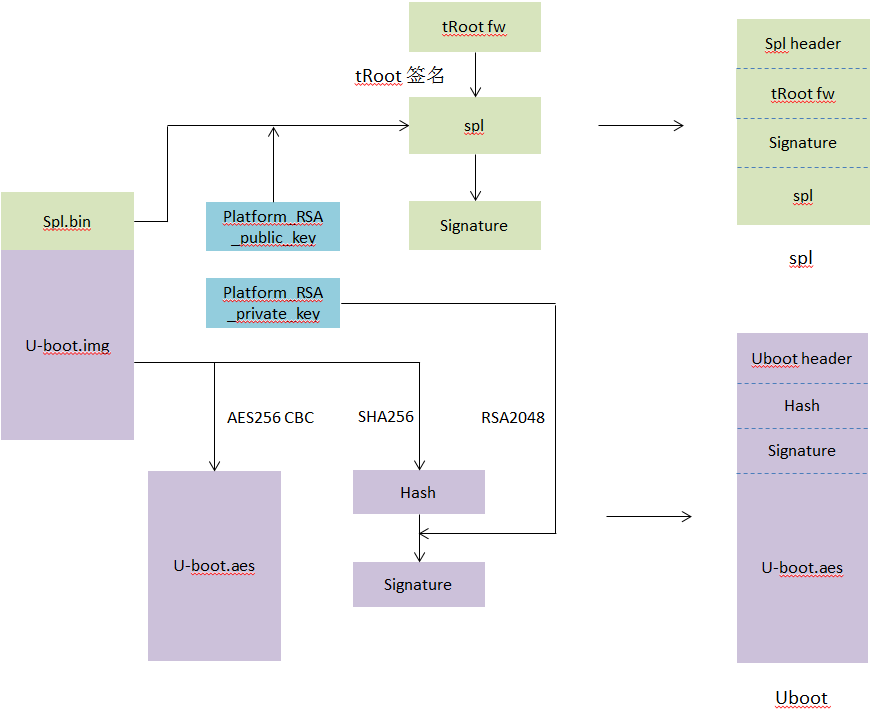 tRoot fw
tRoot 签名
spl
Signature
Spl.bin
Platform_RSA
_public_key
Platform_RSA
_private_key
U-boot.img
AES256 CBC
SHA256
RSA2048
Hash
U-boot.aes
Signature
Spl header
tRoot fw
Signature
spl
spl
Uboot header
Hash
Signature
U-boot.aes
Uboot